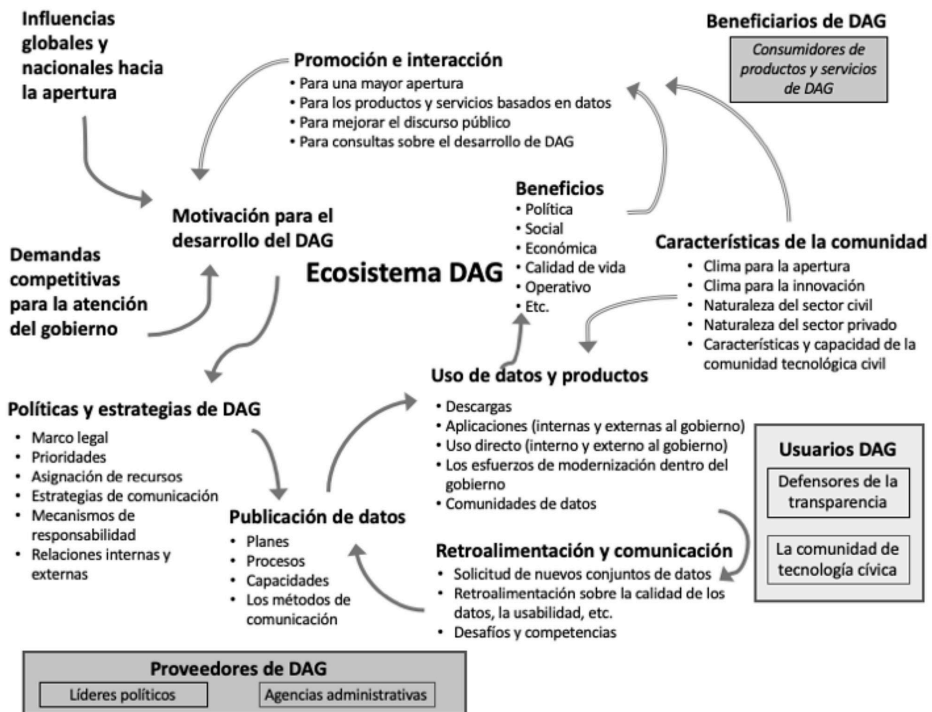 Influencias
globales y
nacionales hacia
la apertura
Promoción e interacción
• Para una mayor apertura
• Para los productos y servicios basados en datos
• Para mejorar el discurso público
• Para consultas sobre el desarrollo de DAG
Beneficiarios de DAG
Consumidores de
productos y servicios
de DAG
Motivación para el
desarrollo del DAG
Demandas
competitivas
para la atención
del gobierno
Ecosistema DAG
Beneficios
• Política
• Social
• Económica
• Calidad de vida
• Operativo
• Etc.
Características de la comunidad
• Clima para la apertura
• Clima para la innovación
• Naturaleza del sector civil
• Naturaleza del sector privado
• Características y capacidad de la
comunidad tecnológica civil
Políticas y estrategias de DAG
• Marco legal
• Prioridades
• Asignación de recursos
• Estrategias de comunicación
• Mecanismos de
responsabilidad
• Relaciones internas y
externas
Uso de datos y productos
• Descargas
• Aplicaciones (internas y externas al gobierno)
• Uso directo (interno y externo al gobierno)
• Los esfuerzos de modernización dentro del
gobierno
• Comunidades de datos
Usuarios DAG
Defensores de la
transparencia
La comunidad de
tecnología cívica
Publicación de datos
• Planes
• Procesos
• Capacidades
• Los métodos de
comunicación
Retroalimentación y comunicación
• Solicitud de nuevos conjuntos de datos
• Retroalimentación sobre la calidad de los
datos, la usabilidad, etc.
• Desafíos y competencias
Proveedores de DAG
Líderes políticos
Agencias administrativas